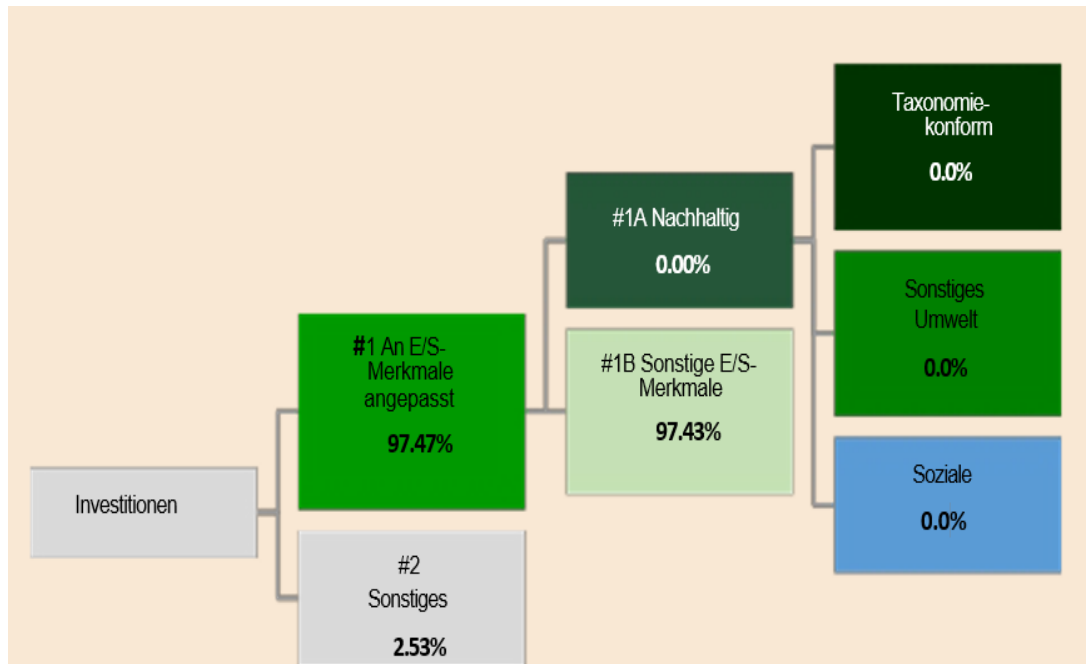 Investitionen
#1 An E/S-
Merkmale
angepasst
97.47%
#2
Sonstiges
2.53%
#1A Nachhaltig
0.00%
#1B Sonstige E/S-
Merkmale
97.43%
Taxonomie-
konform
0.0%
Sonstiges
Umwelt
0.0%
Soziale
0.0%